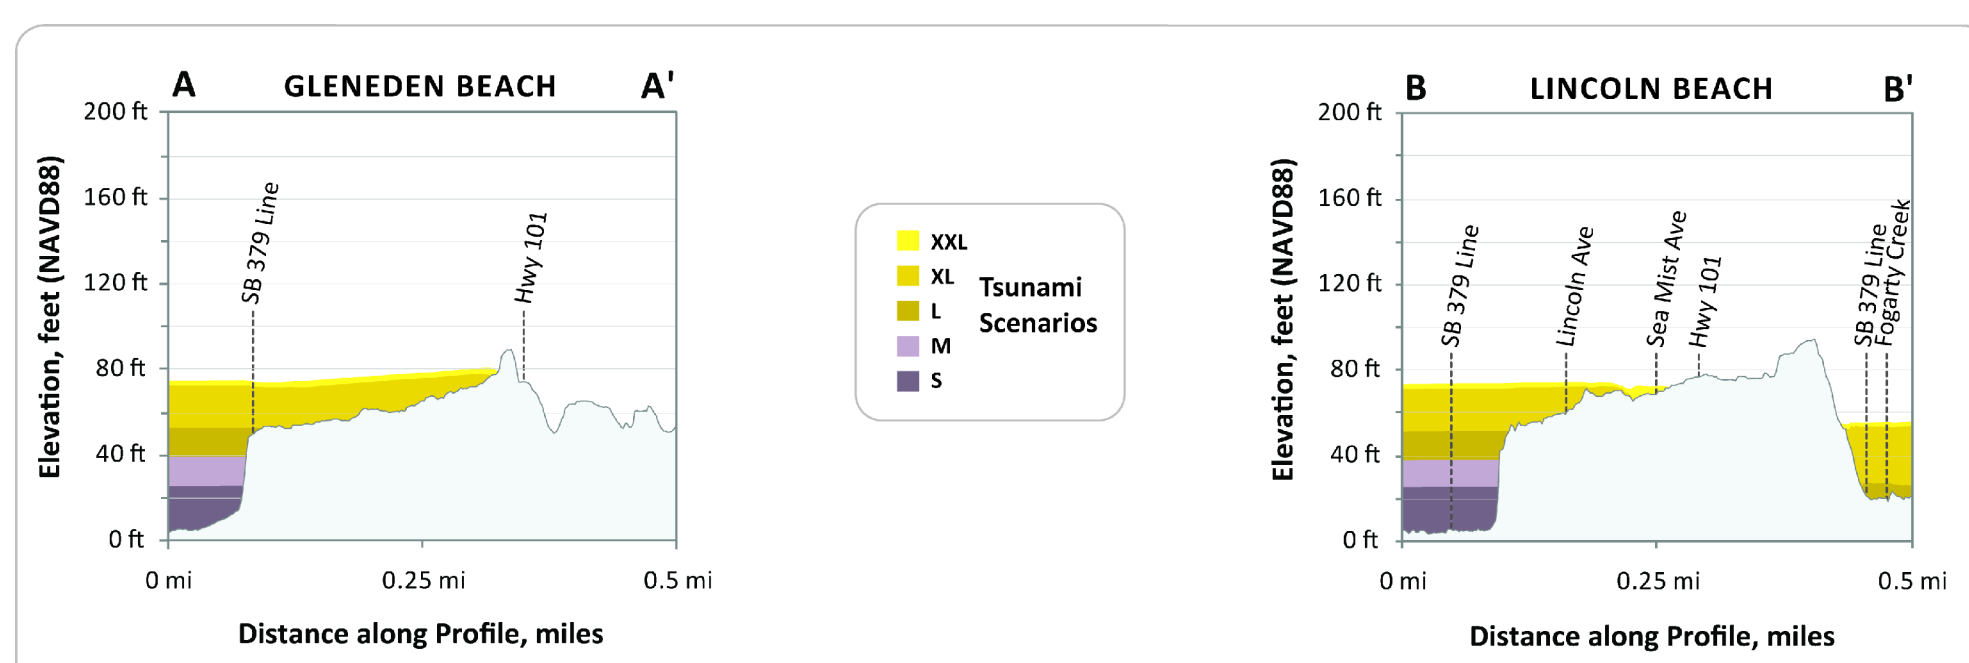 A GLENEDEN BEACH A'
200 ft
160 ft
120 ft
80 ft
40 ft
0 ft
Elevation, feet (NAVD88)
SB 379 Line
Hwy 101
0 mi 0.25 mi 0.5 mi
Distance along Profile, miles
XXL
XL
L
M
S
Tsunami
Scenarios
B LINCOLN BEACH B'
200 ft
160 ft
120 ft
80 ft
40 ft
0 ft
Elevation, feet (NAVD88)
SB 379 Line
Lincoln Ave
Sea Mist Ave
Hwy 101
SB 379 Line
Fogarty Creek
0 mi 0.25 mi 0.5 mi
Distance along Profile, miles